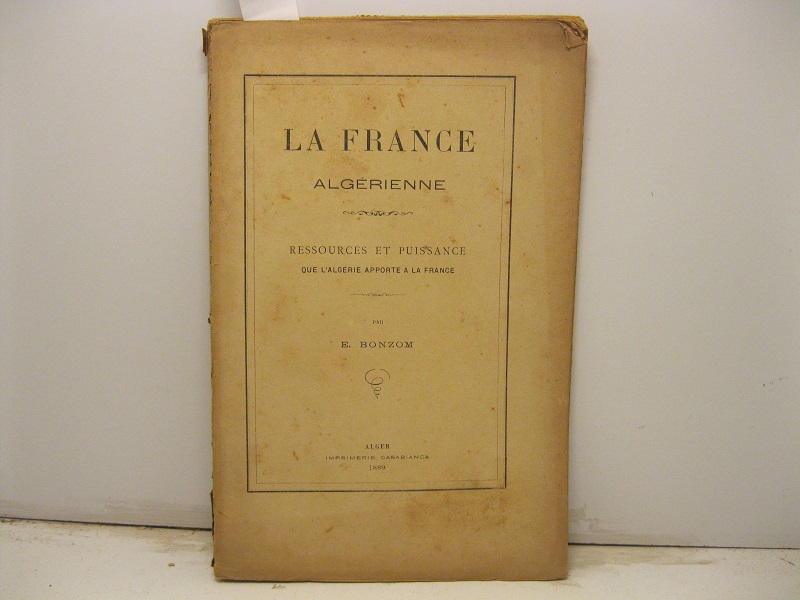 LA FRANCE
ALGÉRIENNE
RESSOURCES ET PUISSANCE
QUE L'ALGÉRIE APPORTE A LA FRANCE
PAR
E. BONZOM
ALGER
IMPRIMERIE CASABIANCA
1889